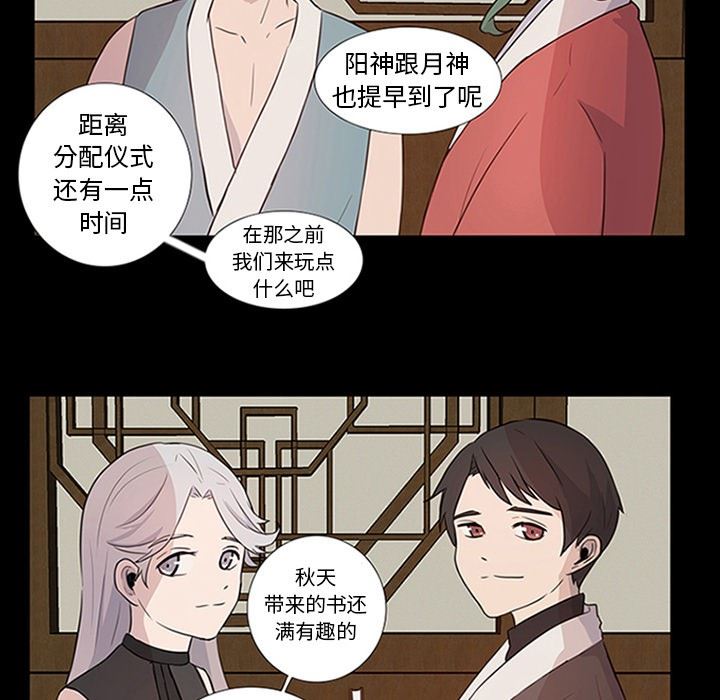 阳神跟月神
也提早到了呢
距离
分配仪式
还有一点
时间
在那之前
我们来玩点
什么吧
秋天
带来的书还
满有趣的